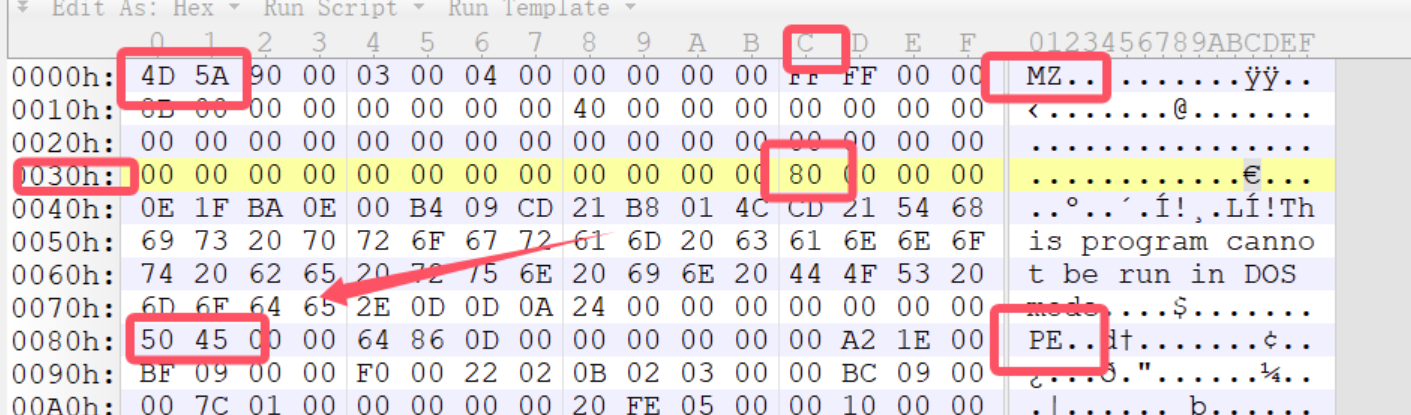 Edit As: Hex Run Script Run Template
0 1 2 3 4 5 6 7 8 9 A B C D E F 0123456789ABCDEF
0000h: 4D 5A 90 00 03 00 04 00 00 00 00 00 FF FF 00 00 MZ..........ÿÿ..
0010h: 8B 00 00 00 00 00 00 00 40 00 00 00 00 00 00 00 ‹.......@.......
0020h: 00 00 00 00 00 00 00 00 00 00 00 00 00 00 00 00 ................
0030h: 00 00 00 00 00 00 00 00 00 00 00 00 80 00 00 00 ............€...
0040h: 0E 1F BA 0E 00 B4 09 CD 21 B8 01 4C CD 21 54 68 ..º..´.Í!¸.LÍ!Th
0050h: 69 73 20 70 72 6F 67 72 61 6D 20 63 61 6E 6E 6F is program canno
0060h: 74 20 62 65 20 72 75 6E 20 69 6E 20 44 4F 53 20 t be run in DOS
0070h: 6D 6F 64 65 2E 0D 0D 0A 24 00 00 00 00 00 00 00 mode....$.......
0080h: 50 45 00 00 64 86 0D 00 00 00 00 00 00 A2 1E 00 PE..d†.......¢..
0090h: BF 09 00 00 F0 00 22 02 0B 02 03 00 00 BC 09 00 ¿...ð."......¼..
00A0h: 00 7C 01 00 00 00 00 00 20 FE 05 00 00 10 00 00 .|...... þ......